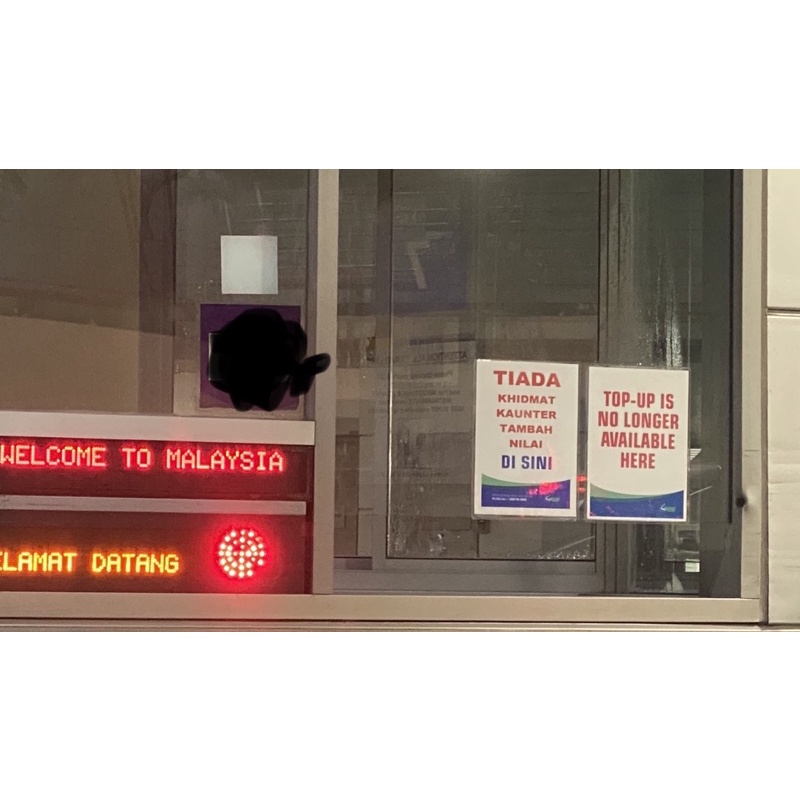 WELCOME TO MALAYSIA
ELAMAT DATANG
TIADA
KHIDMAT
KAUNTER
TAMBAH
NILAI
DI SINI
TOP-UP IS
NO LONGER
AVAILABLE
HERE